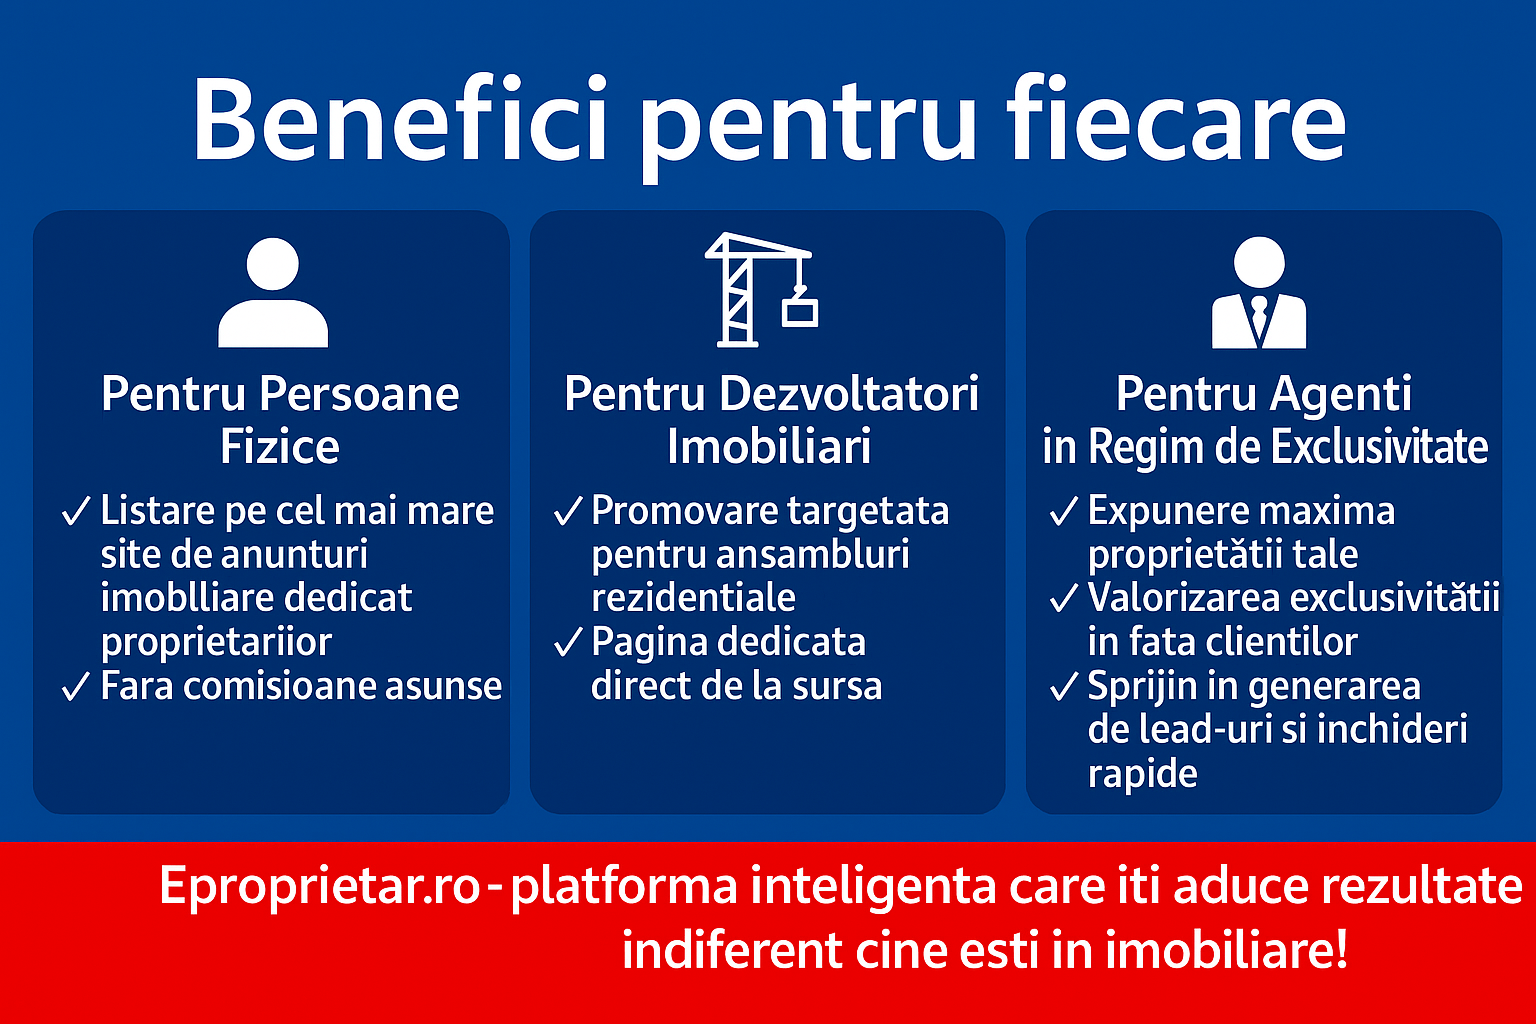 Benefici pentru fiecare
Pentru Persoane
Fizice
✓ Listare pe cel mai mare
site de anunturi
imoblliare dedicat
proprietariior
✓ Fara comisioane asunse
Pentru Dezvoltatori
Imobiliari
✓ Promovare targetata
pentru ansambluri
rezidentiale
✓ Pagina dedicata
direct de la sursa
Pentru Agenti
in Regim de Exclusivitate
✓ Expunere maxima
proprietătii tale
✓ Valorizarea exclusivitătii
in fata clientilor
✓ Sprijin in generarea
de lead-uri si inchideri
rapide
Eproprietar.ro - platforma inteligenta care iti aduce rezultate
indiferent cine esti in imobiliare!